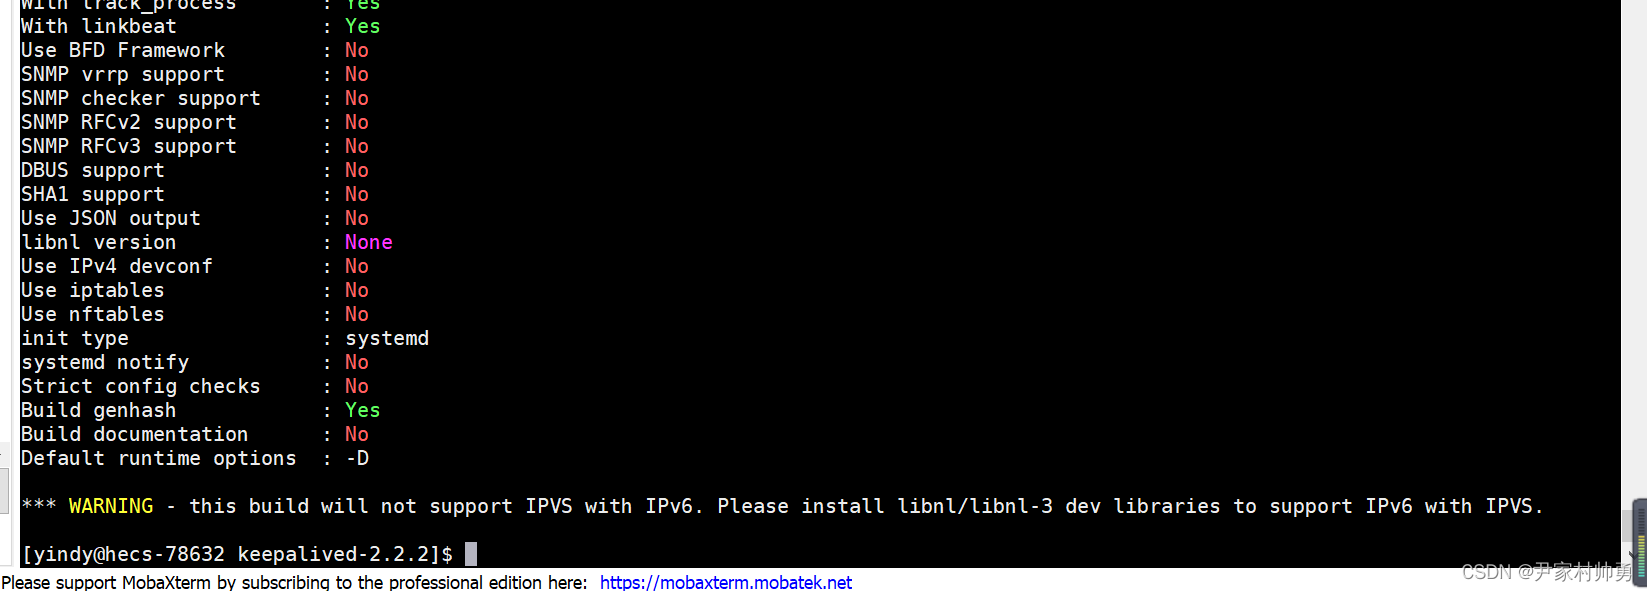 With track_process       : Yes
With linkbeat            : Yes
Use BFD Framework        : No
SNMP vrrp support        : No
SNMP checker support     : No
SNMP RFCv2 support       : No
SNMP RFCv3 support       : No
DBUS support             : No
SHA1 support             : No
Use JSON output          : No
libnl version            : None
Use IPv4 devconf         : No
Use iptables             : No
Use nftables             : No
init type                : systemd
systemd notify           : No
Strict config checks     : No
Build genhash            : Yes
Build documentation      : No
Default runtime options  : -D
*** WARNING - this build will not support IPVS with IPv6. Please install libnl/libnl-3 dev libraries to support IPv6 with IPVS.
[yindy@hecs-78632 keepalived-2.2.2]$
Please support MobaXterm by subscribing to the professional edition here: https://mobaxterm.mobatek.net
CSDN @尹家村帅勇